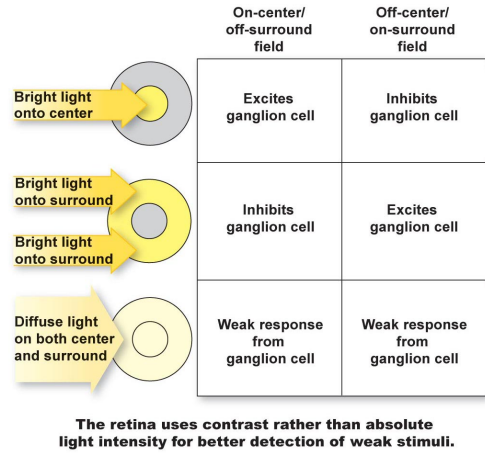 On-center/
off-surround
field
Off-center/
on-surround
field
Bright light
onto center
Excites
ganglion cell
Inhibits
ganglion cell
Bright light
onto surround
Bright light
onto surround
Inhibits
ganglion cell
Excites
ganglion cell
Diffuse light
on both center
and surround
Weak response
from
ganglion cell
Weak response
from
ganglion cell
The retina uses contrast rather than absolute
light intensity for better detection of weak stimuli.